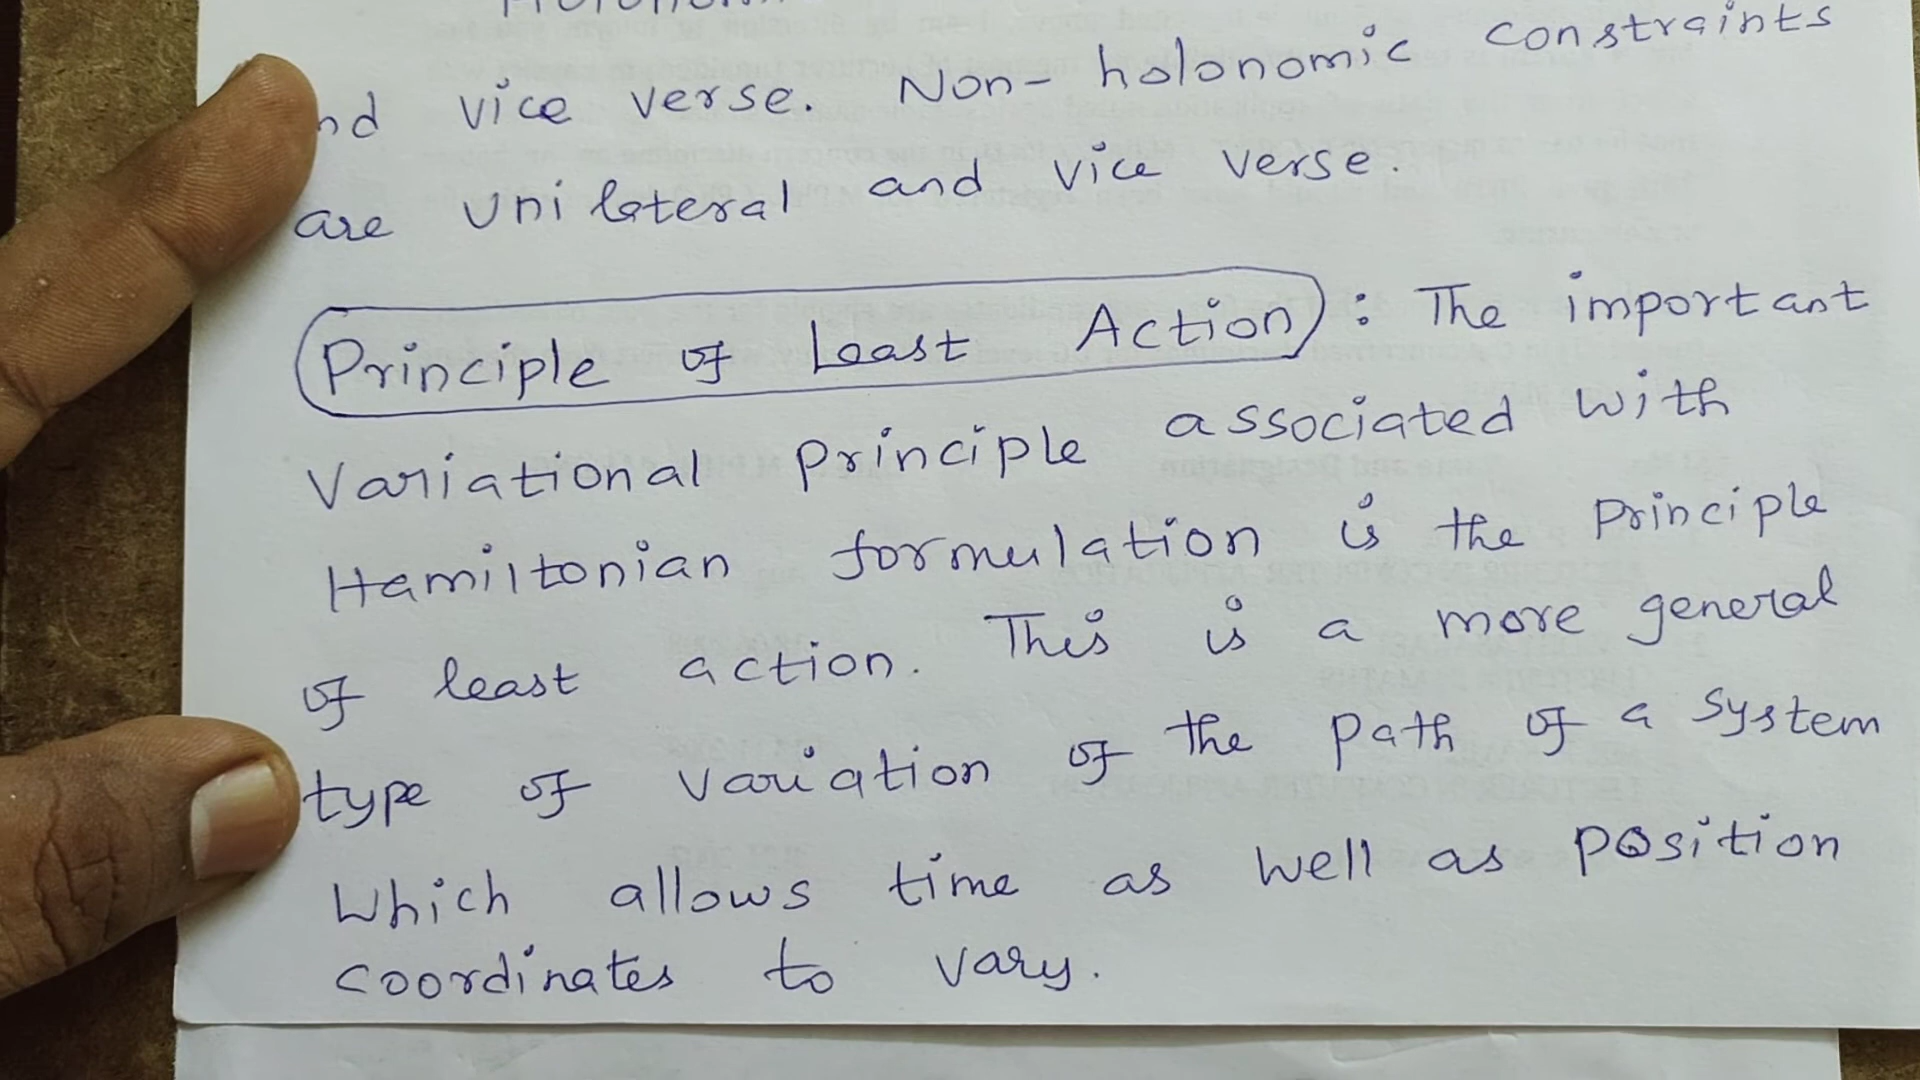 and vice verse. Non-holonomic constraints
are Unilateral and vice verse.
Principle of Least Action : The important
Variational Principle associated with
Hamiltonian formulation is the Principle
of least action. This is a more general
type of variation of the path of a system
which allows time as well as position
coordinates to vary.